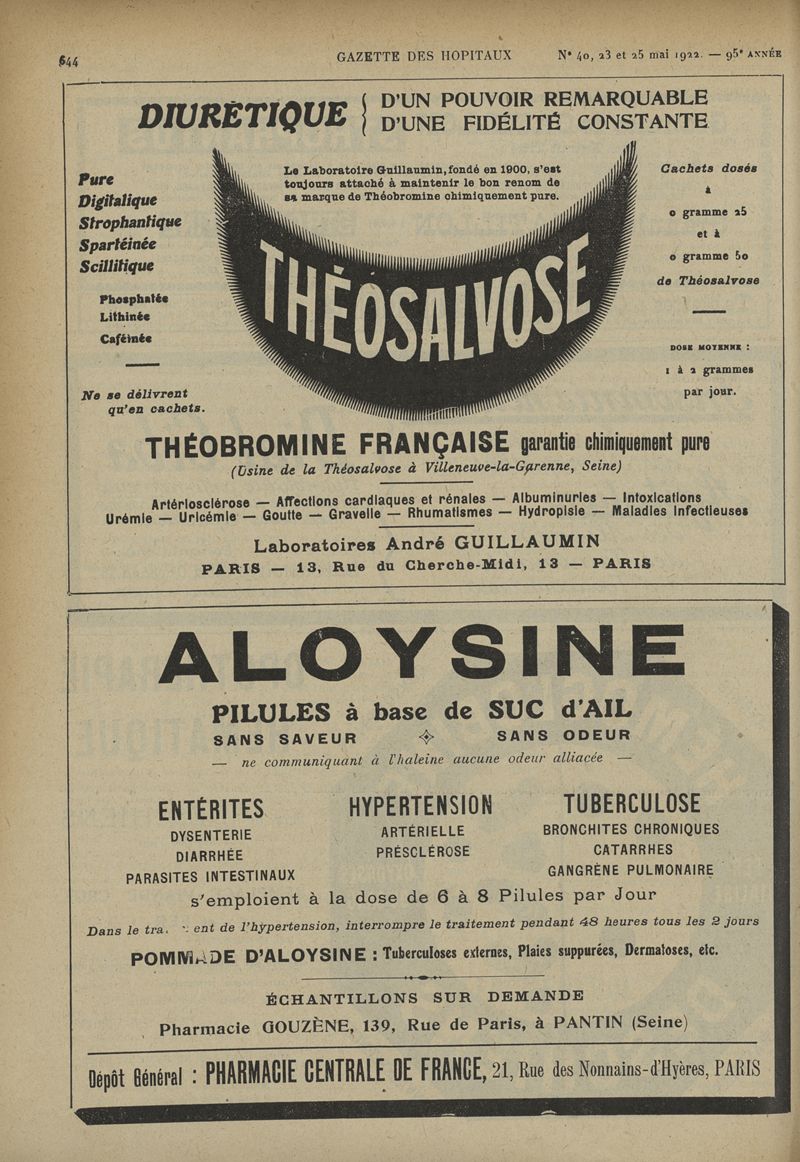 644
GAZETTE DES HOPITAUX
N° 40, 23 et 25 mai 1922. — 95e ANNÉE
DIURÉTIQUE { D'UN POUVOIR REMARQUABLE
D'UNE FIDÉLITÉ CONSTANTE
Pure
Digitalique
Strophantique
Spartéinée
Scillitique
Phosphatée
Lithinée
Caféinée
Ne se délivrent
qu'en cachets.
Le Laboratoire Guillaumin, fondé en 1900, s'est
toujours attaché à maintenir le bon renom de
sa marque de Théobromine chimiquement pure.
THÉOSALVOSE
Cachets dosés
à
0 gramme 25
et à
0 gramme 50
de Théosalvose
DOSE MOYENNE :
1 à 2 grammes
par jour.
THÉOBROMINE FRANÇAISE garantie chimiquement pure
(Usine de la Théosalvose à Villeneuve-la-Garenne, Seine)
Artériosclérose — Affections cardiaques et rénales — Albuminuries — Intoxications
Urémie — Uricémie — Goutte — Gravelle — Rhumatismes — Hydropisie — Maladies infectieuses
Laboratoires André GUILLAUMIN
PARIS — 13, Rue du Cherche-Midi, 13 — PARIS
ALOYSINE
PILULES à base de SUC d'AIL
SANS SAVEUR SANS ODEUR
— ne communiquant à l'haleine aucune odeur alliacée —
ENTÉRITES
DYSENTERIE
DIARRHÉE
PARASITES INTESTINAUX
HYPERTENSION
ARTÉRIELLE
PRÉSCLÉROSE
TUBERCULOSE
BRONCHITES CHRONIQUES
CATARRHES
GANGRÈNE PULMONAIRE
s'emploient à la dose de 6 à 8 Pilules par Jour
Dans le tra. ent de l'hypertension, interrompre le traitement pendant 48 heures tous les 2 jours
POMMADE D'ALOYSINE : Tuberculoses externes, Plaies suppurées, Dermatoses, etc.
ÉCHANTILLONS SUR DEMANDE
Pharmacie GOUZÈNE, 139, Rue de Paris, à PANTIN (Seine)
Dépôt Général : PHARMACIE CENTRALE DE FRANCE, 21, Rue des Nonnains-d'Hyères, PARIS